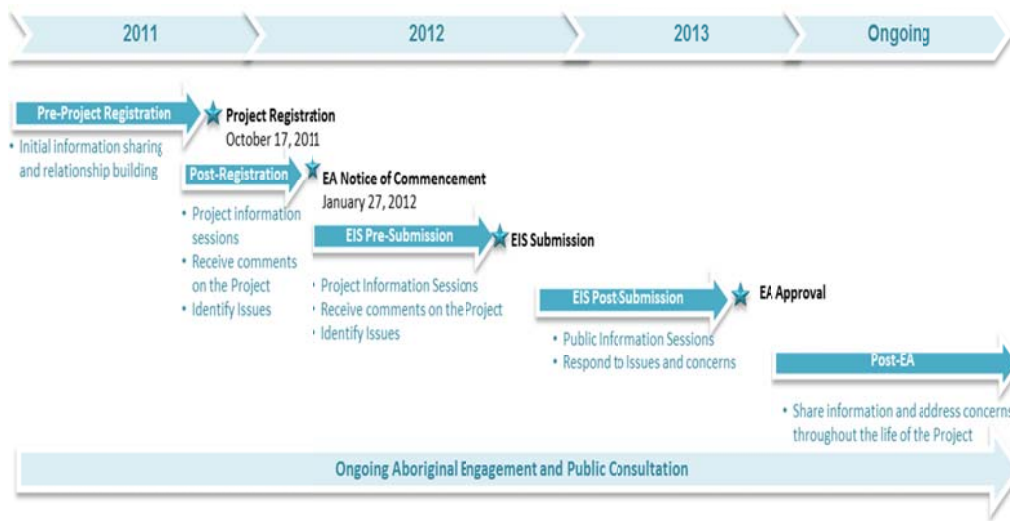 2011
2012
2013
Ongoing
Pre-Project Registration
Project Registration
October 17, 2011
• Initial information sharing
and relationship building
Post-Registration
EA Notice of Commencement
January 27, 2012
• Project information
sessions
• Receive comments
on the Project
• Identify Issues
EIS Pre-Submission
EIS Submission
• Project Information Sessions
• Receive comments on the Project
• Identify Issues
EIS Post Submission
EA Approval
• Public Information Sessions
• Respond to Issues and concerns
Post-EA
• Share information and address concerns
throughout the life of the Project
Ongoing Aboriginal Engagement and Public Consultation